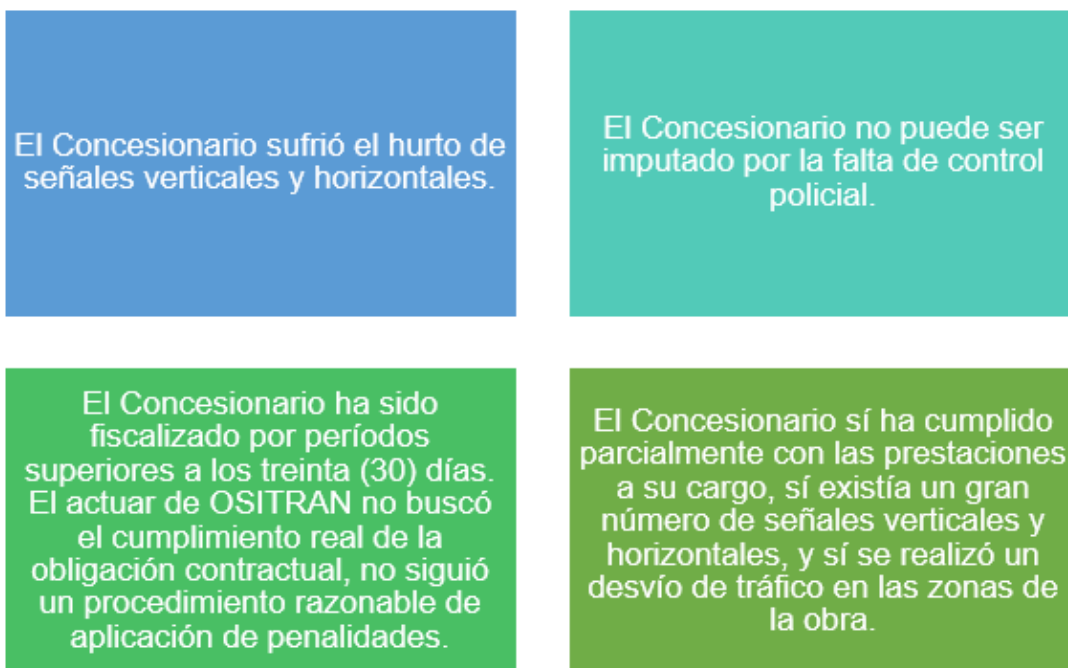 El Concesionario sufrió el hurto de
señales verticales y horizontales.
El Concesionario no puede ser
imputado por la falta de control
policial.
El Concesionario ha sido
fiscalizado por períodos
superiores a los treinta (30) días.
El actuar de OSITRAN no buscó
el cumplimiento real de la
obligación contractual, no siguió
un procedimiento razonable de
aplicación de penalidades.
El Concesionario sí ha cumplido
parcialmente con las prestaciones
a su cargo, sí existía un gran
número de señales verticales y
horizontales, y sí se realizó un
desvío de tráfico en las zonas de
la obra.